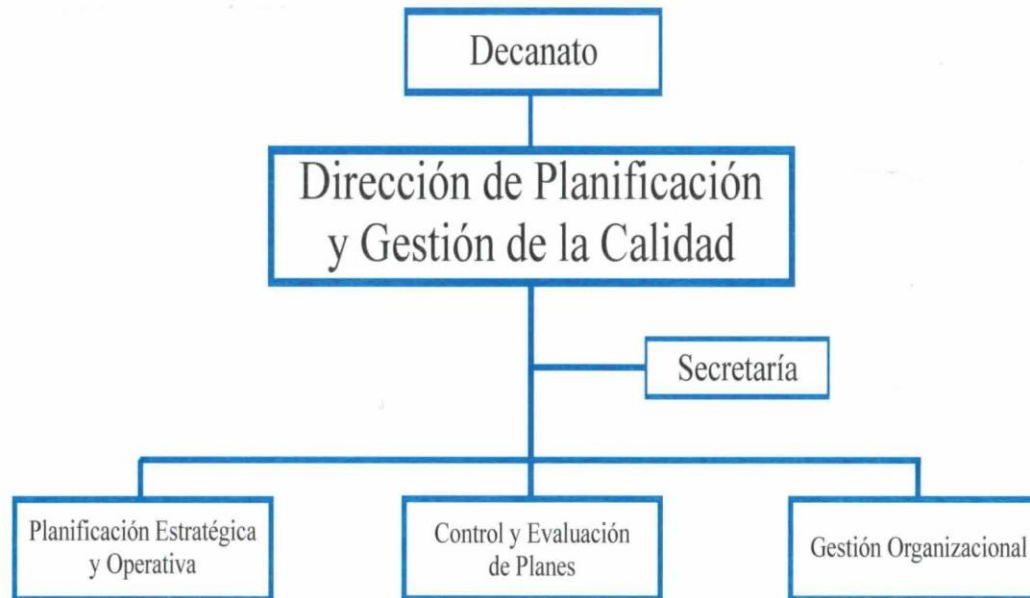 Decanato
Dirección de Planificación
y Gestión de la Calidad
Secretaría
Planificación Estratégica
y Operativa
Control y Evaluación
de Planes
Gestión Organizacional